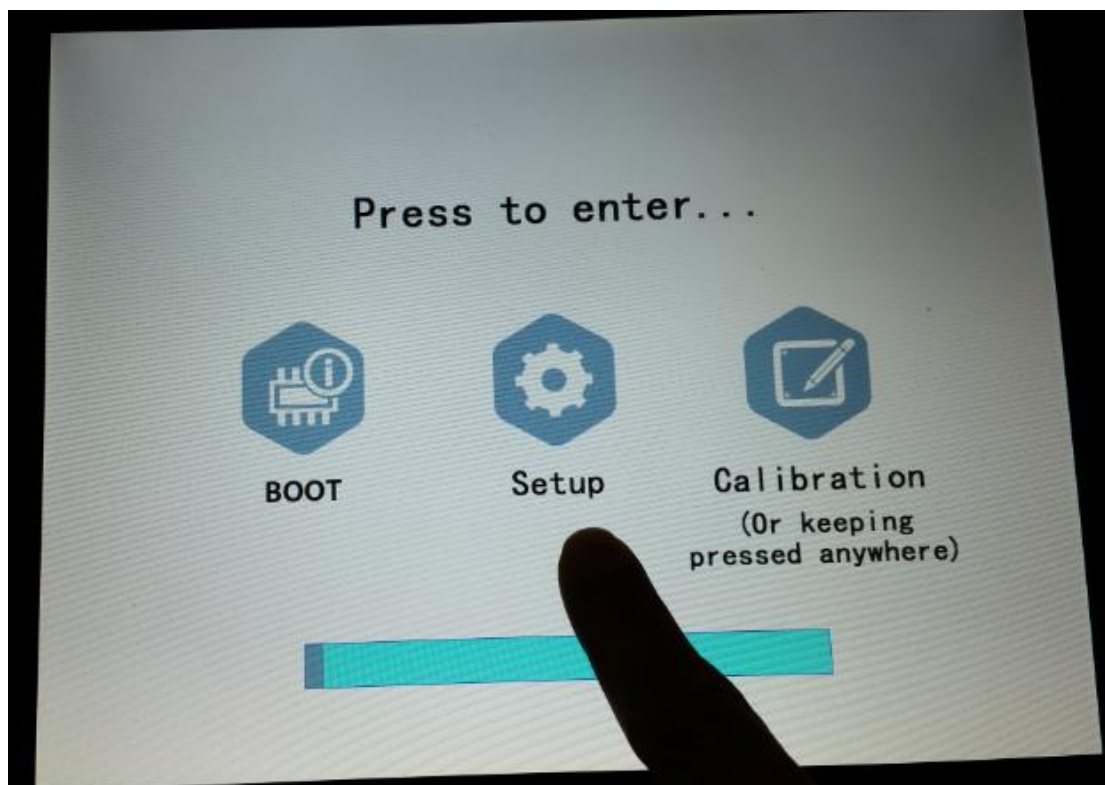 Press to enter...
BOOT
Setup
Calibration
(Or keeping
pressed anywhere)